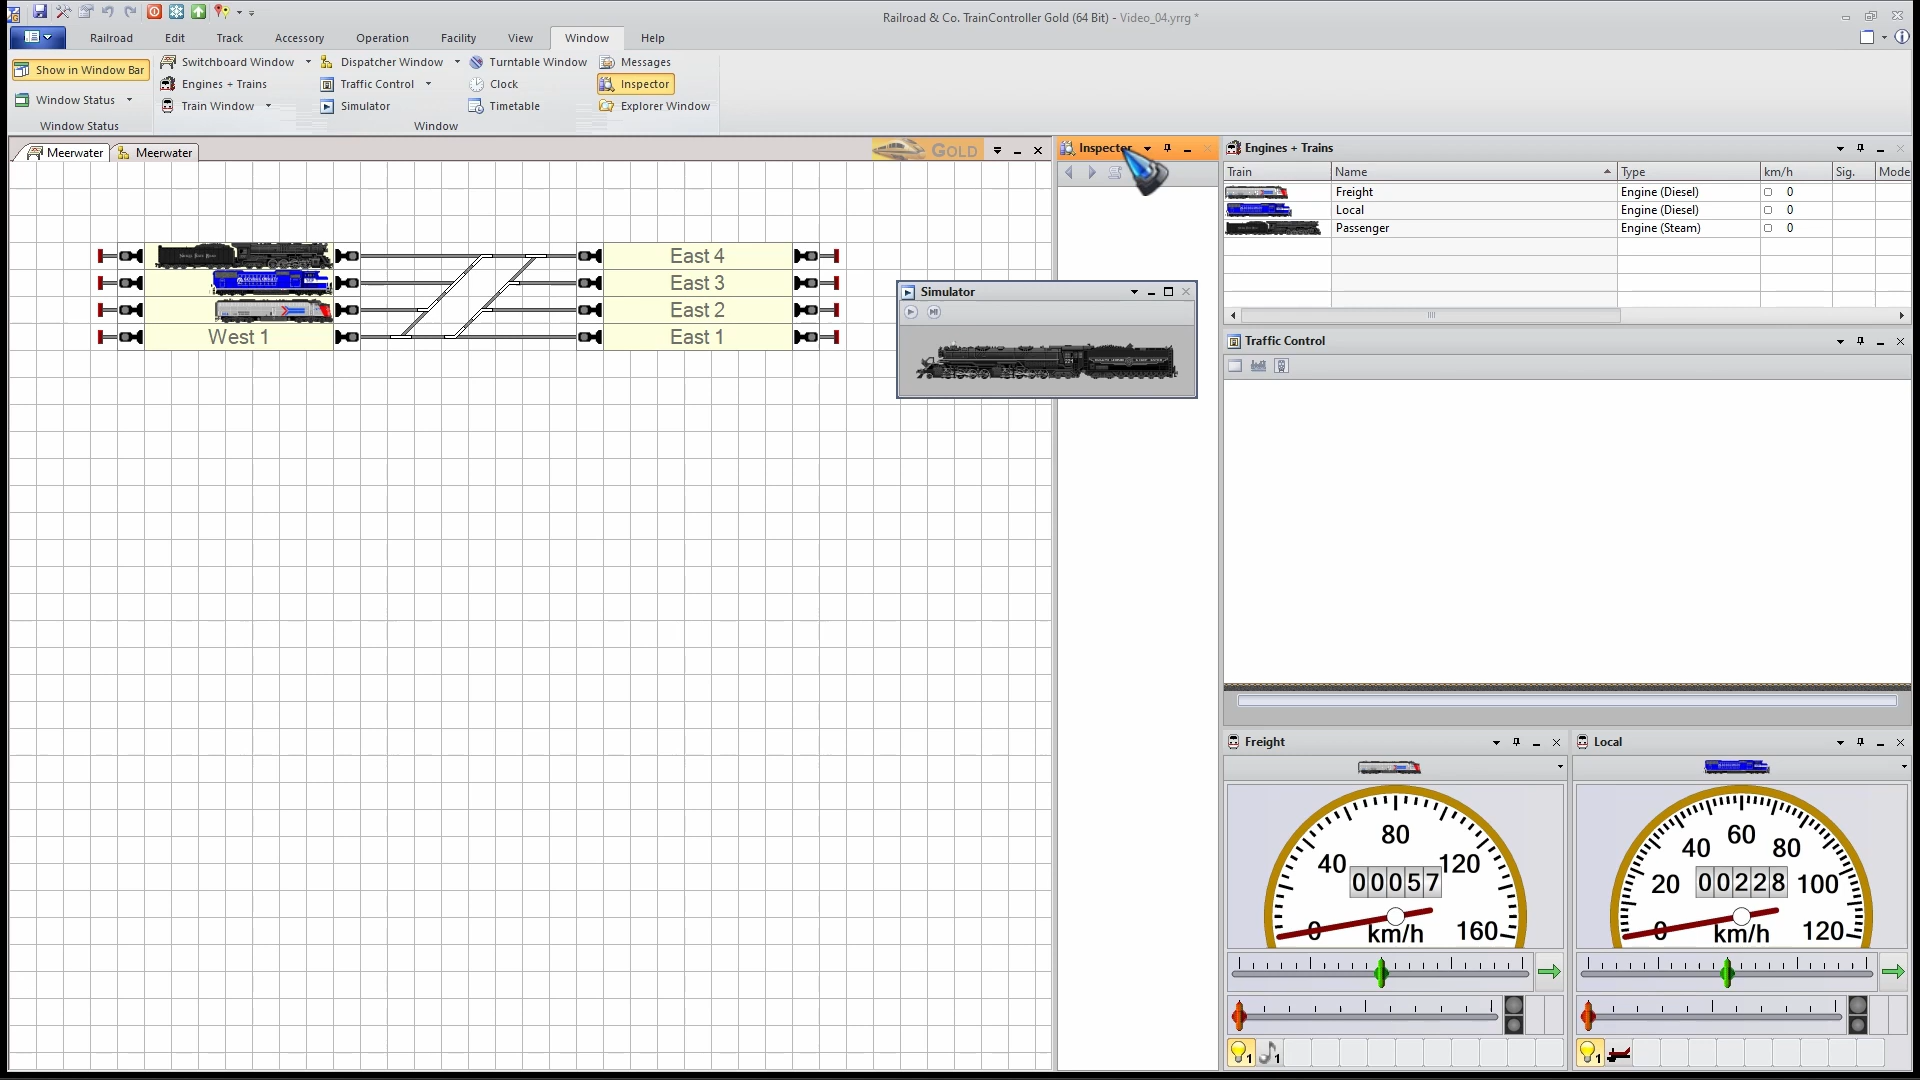 Railroad & Co. TrainController Gold (64 Bit) - Video_04.yrrg *
Railroad Edit Track Accessory Operation Facility View Window Help
Show in Window Bar
Window Status
Window Status
Switchboard Window
Engines + Trains
Train Window
Dispatcher Window
Traffic Control
Simulator
Turntable Window
Clock
Timetable
Messages
Inspector
Explorer Window
Window
Meerwater
Meerwater
GOLD
West 1
East 4
East 3
East 2
East 1
Inspector
Simulator
Engines + Trains
Train Name Type km/h Sig. Mode
Freight Engine (Diesel) 0
Local Engine (Diesel) 0
Passenger Engine (Steam) 0
Traffic Control
Freight
0 40 80 120 160
00057
km/h
1 1
Local
0 20 40 60 80 100 120
00228
km/h
1